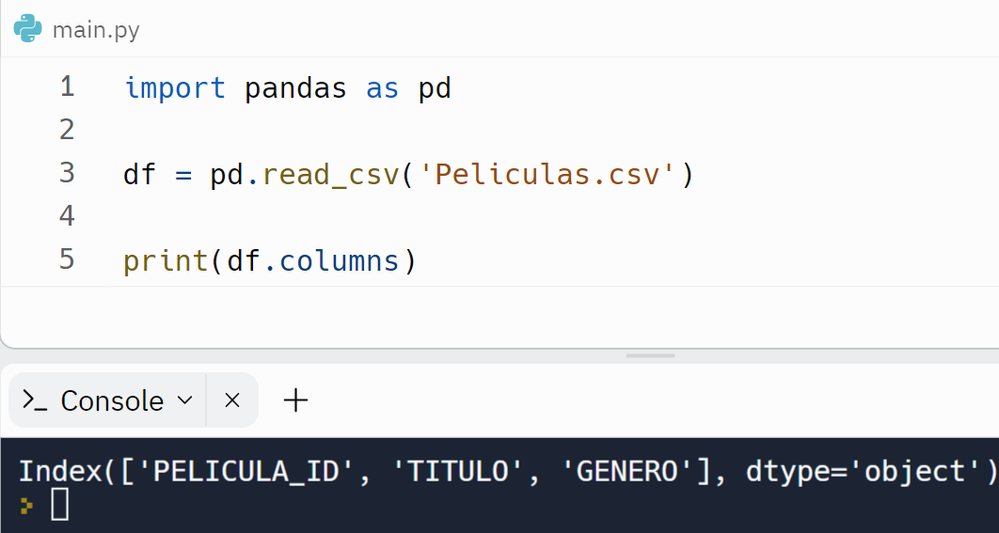 main.py
1 import pandas as pd
2
3 df = pd.read_csv('Peliculas.csv')
4
5 print(df.columns)
>_ Console
Index(['PELICULA_ID', 'TITULO', 'GENERO'], dtype='object')